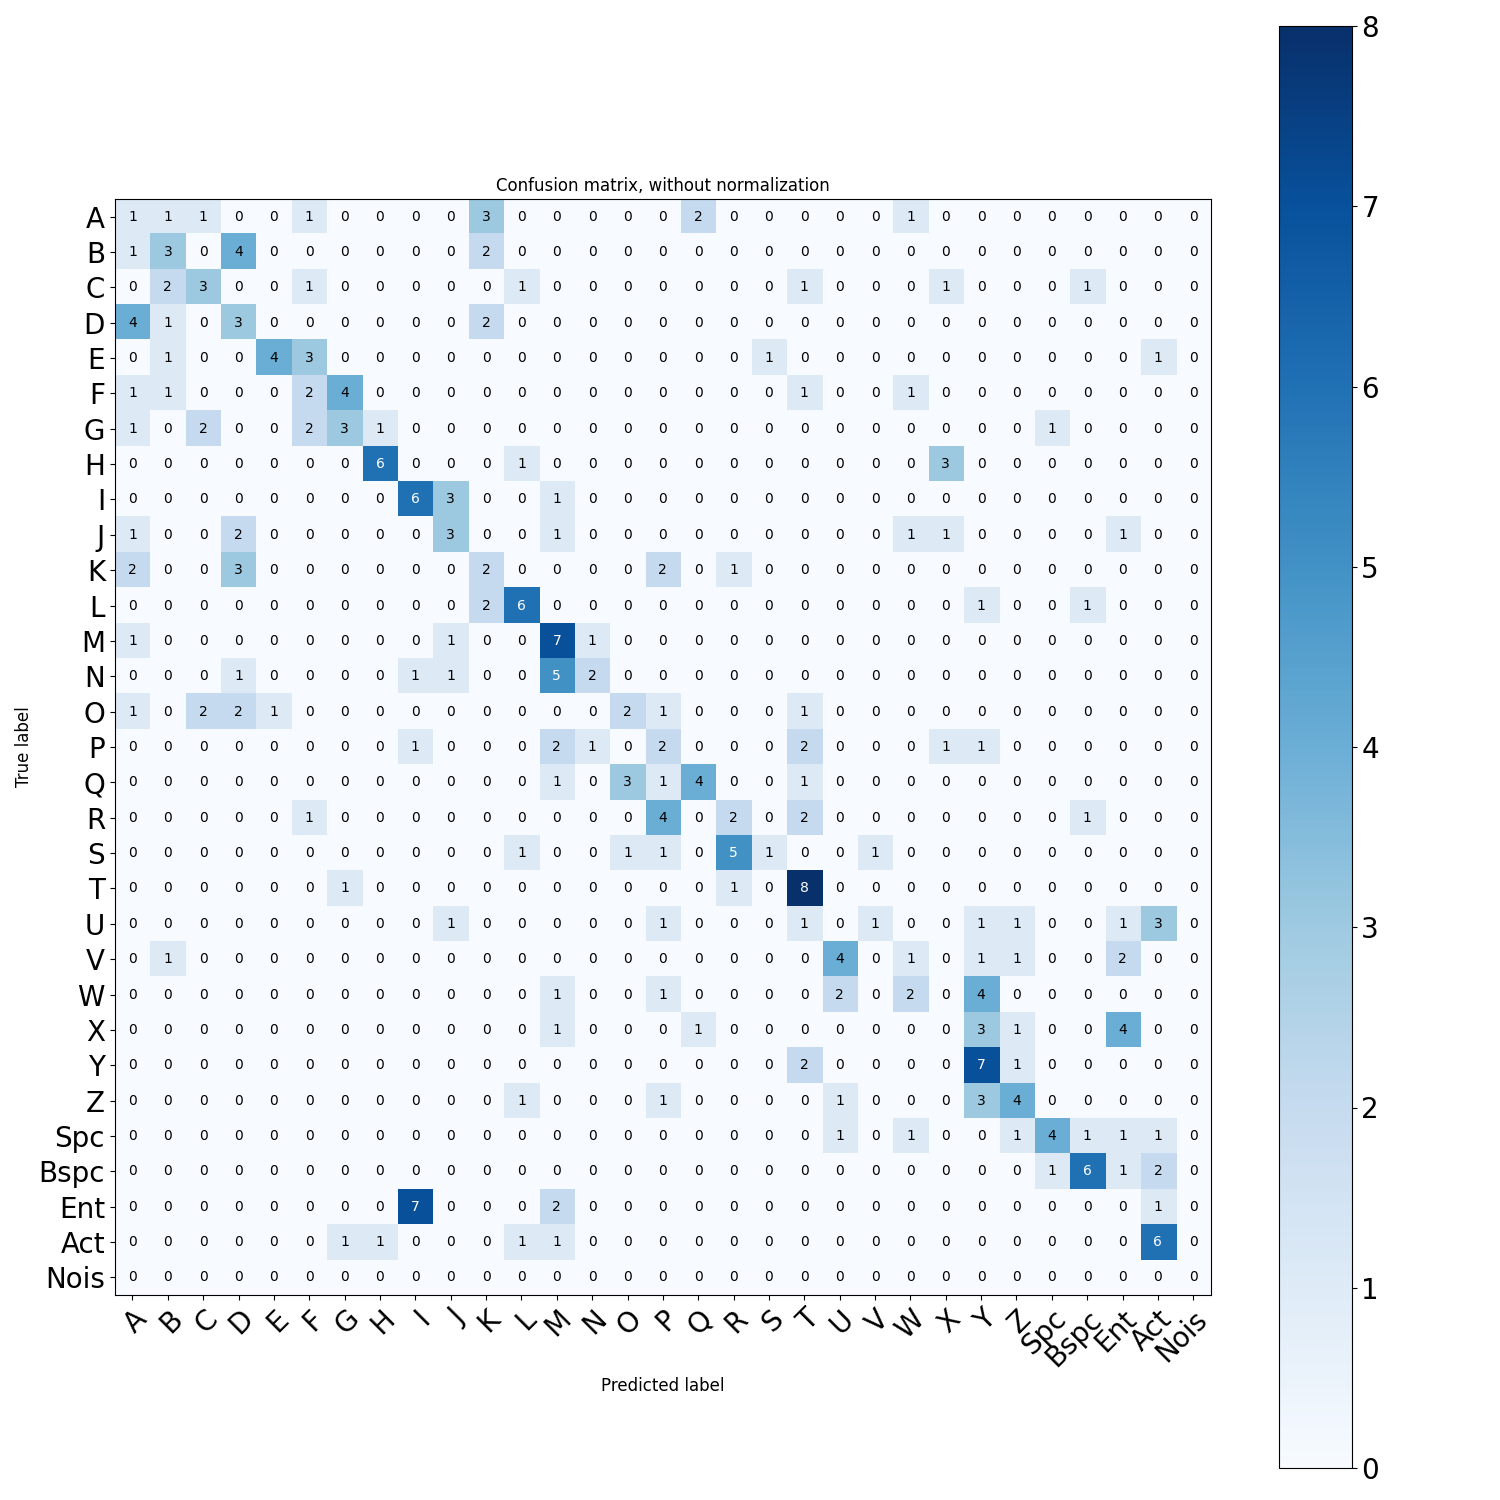 Confusion matrix, without normalization
A 1 1 1 0 0 1 0 0 0 0 3 0 0 0 0 0 2 0 0 0 0 0 1 0 0 0 0 0 0 0 0
B 1 3 0 4 0 0 0 0 0 0 2 0 0 0 0 0 0 0 0 0 0 0 0 0 0 0 0 0 0 0 0
C 0 2 3 0 0 1 0 0 0 0 0 1 0 0 0 0 0 0 0 1 0 0 0 1 0 0 0 1 0 0 0
D 4 1 0 3 0 0 0 0 0 0 2 0 0 0 0 0 0 0 0 0 0 0 0 0 0 0 0 0 0 0 0
E 0 1 0 0 4 3 0 0 0 0 0 0 0 0 0 0 0 0 1 0 0 0 0 0 0 0 0 0 0 1 0
F 1 1 0 0 0 2 4 0 0 0 0 0 0 0 0 0 0 0 0 1 0 0 1 0 0 0 0 0 0 0 0
G 1 0 2 0 0 2 3 1 0 0 0 0 0 0 0 0 0 0 0 0 0 0 0 0 0 0 1 0 0 0 0
H 0 0 0 0 0 0 0 6 0 0 0 1 0 0 0 0 0 0 0 0 0 0 0 3 0 0 0 0 0 0 0
I 0 0 0 0 0 0 0 0 6 3 0 0 1 0 0 0 0 0 0 0 0 0 0 0 0 0 0 0 0 0 0
J 1 0 0 2 0 0 0 0 0 3 0 0 1 0 0 0 0 0 0 0 0 0 1 1 0 0 0 0 1 0 0
K 2 0 0 3 0 0 0 0 0 0 2 0 0 0 0 2 0 1 0 0 0 0 0 0 0 0 0 0 0 0 0
L 0 0 0 0 0 0 0 0 0 0 2 6 0 0 0 0 0 0 0 0 0 0 0 0 1 0 0 1 0 0 0
M 1 0 0 0 0 0 0 0 0 1 0 0 7 1 0 0 0 0 0 0 0 0 0 0 0 0 0 0 0 0 0
N 0 0 0 1 0 0 0 0 1 1 0 0 5 2 0 0 0 0 0 0 0 0 0 0 0 0 0 0 0 0 0
O 1 0 2 2 1 0 0 0 0 0 0 0 0 0 2 1 0 0 0 1 0 0 0 0 0 0 0 0 0 0 0
P 0 0 0 0 0 0 0 0 1 0 0 0 2 1 0 2 0 0 0 2 0 0 0 1 1 0 0 0 0 0 0
Q 0 0 0 0 0 0 0 0 0 0 0 0 1 0 3 1 4 0 0 1 0 0 0 0 0 0 0 0 0 0 0
R 0 0 0 0 0 1 0 0 0 0 0 0 0 0 0 4 0 2 0 2 0 0 0 0 0 0 0 1 0 0 0
S 0 0 0 0 0 0 0 0 0 0 0 1 0 0 1 1 0 5 1 0 0 1 0 0 0 0 0 0 0 0 0
T 0 0 0 0 0 0 1 0 0 0 0 0 0 0 0 0 0 1 0 8 0 0 0 0 0 0 0 0 0 0 0
U 0 0 0 0 0 0 0 0 0 1 0 0 0 0 0 1 0 0 0 1 0 1 0 0 1 1 0 0 1 3 0
V 0 1 0 0 0 0 0 0 0 0 0 0 0 0 0 0 0 0 0 0 4 0 1 0 1 1 0 0 2 0 0
W 0 0 0 0 0 0 0 0 0 0 0 0 1 0 0 1 0 0 0 0 2 0 2 0 4 0 0 0 0 0 0
X 0 0 0 0 0 0 0 0 0 0 0 0 1 0 0 0 1 0 0 0 0 0 0 0 3 1 0 0 4 0 0
Y 0 0 0 0 0 0 0 0 0 0 0 0 0 0 0 0 0 0 0 2 0 0 0 0 7 1 0 0 0 0 0
Z 0 0 0 0 0 0 0 0 0 0 0 1 0 0 0 1 0 0 0 0 1 0 0 0 3 4 0 0 0 0 0
Spc 0 0 0 0 0 0 0 0 0 0 0 0 0 0 0 0 0 0 0 0 1 0 1 0 0 1 4 1 1 1 0
Bspc 0 0 0 0 0 0 0 0 0 0 0 0 0 0 0 0 0 0 0 0 0 0 0 0 0 0 1 6 1 2 0
Ent 0 0 0 0 0 0 0 0 7 0 0 0 2 0 0 0 0 0 0 0 0 0 0 0 0 0 0 0 0 1 0
Act 0 0 0 0 0 0 1 1 0 0 0 1 1 0 0 0 0 0 0 0 0 0 0 0 0 0 0 0 0 6 0
Nois 0 0 0 0 0 0 0 0 0 0 0 0 0 0 0 0 0 0 0 0 0 0 0 0 0 0 0 0 0 0 0
A B C D E F G H I J K L M N O P Q R S T U V W X Y Z Spc Bspc Ent Act Nois
Predicted label
True label
8
7
6
5
4
3
2
1
0